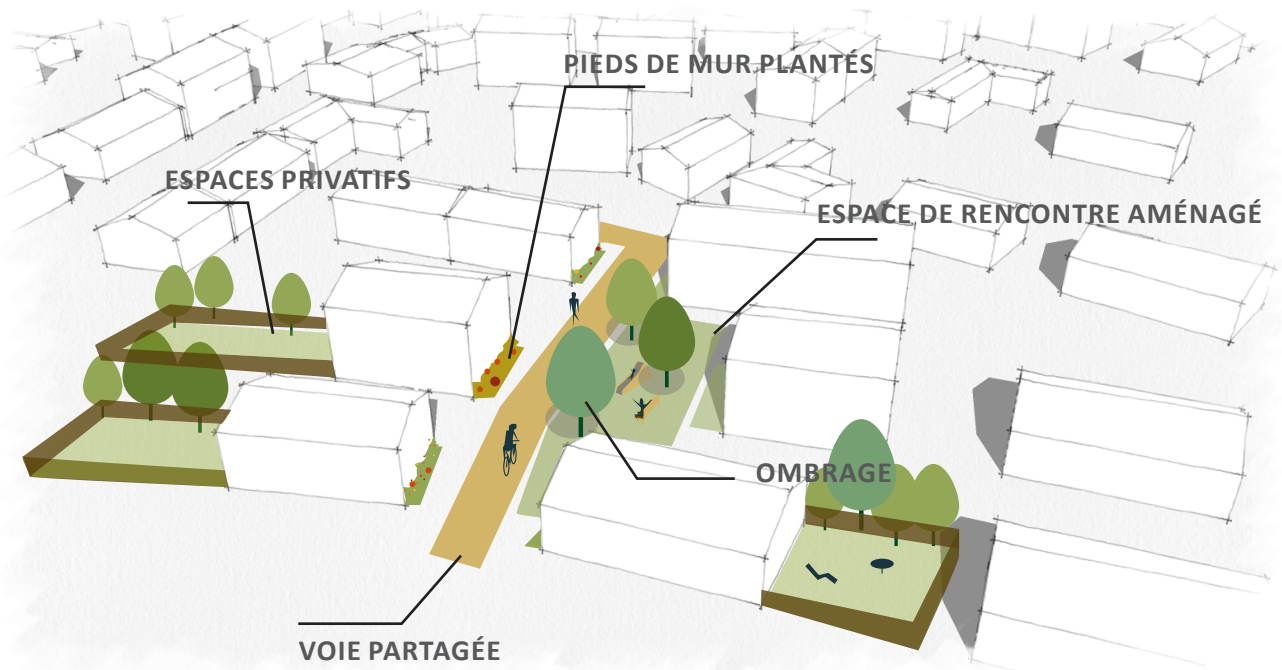 PIEDS DE MUR PLANTÉS
ESPACES PRIVATIFS
ESPACE DE RENCONTRE AMÉNAGÉ
OMBRAGE
VOIE PARTAGÉE